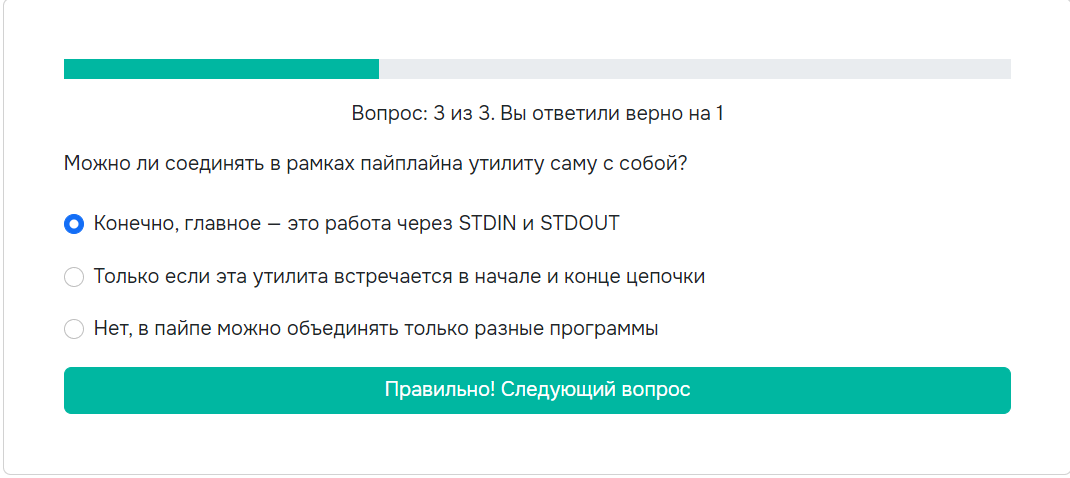 Вопрос: 3 из 3. Вы ответили верно на 1
Можно ли соединять в рамках пайплайна утилиту саму с собой?
Конечно, главное — это работа через STDIN и STDOUT
Только если эта утилита встречается в начале и конце цепочки
Нет, в пайпе можно объединять только разные программы
Правильно! Следующий вопрос